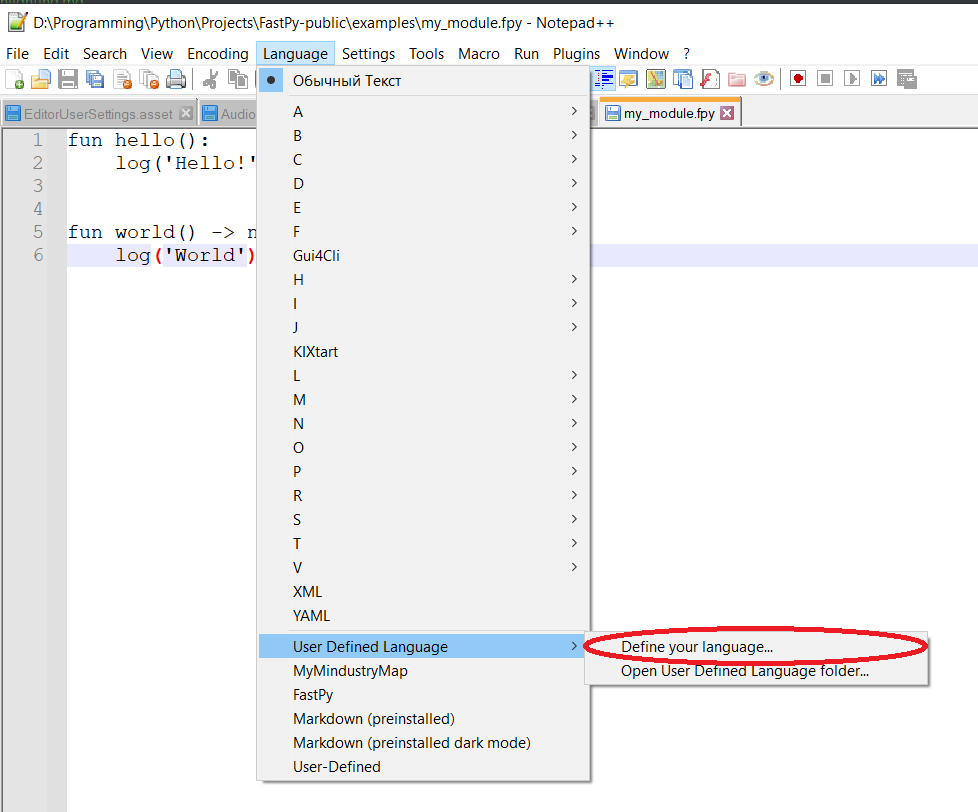 D:\Programming\Python\Projects\FastPy-public\examples\my_module.fpy - Notepad++
File Edit Search View Encoding Language Settings Tools Macro Run Plugins Window ?
EditorUserSettings.asset Audio my_module.fpy
1 fun hello():
2 log('Hello!'
3
4
5 fun world() -> n
6 log('World')
Обычный Текст
A
B
C
D
E
F
Gui4Cli
H
I
J
KIXtart
L
M
N
O
P
R
S
T
V
XML
YAML
User Defined Language
Define your language...
Open User Defined Language folder...
MyMindustryMap
FastPy
Markdown (preinstalled)
Markdown (preinstalled dark mode)
User-Defined